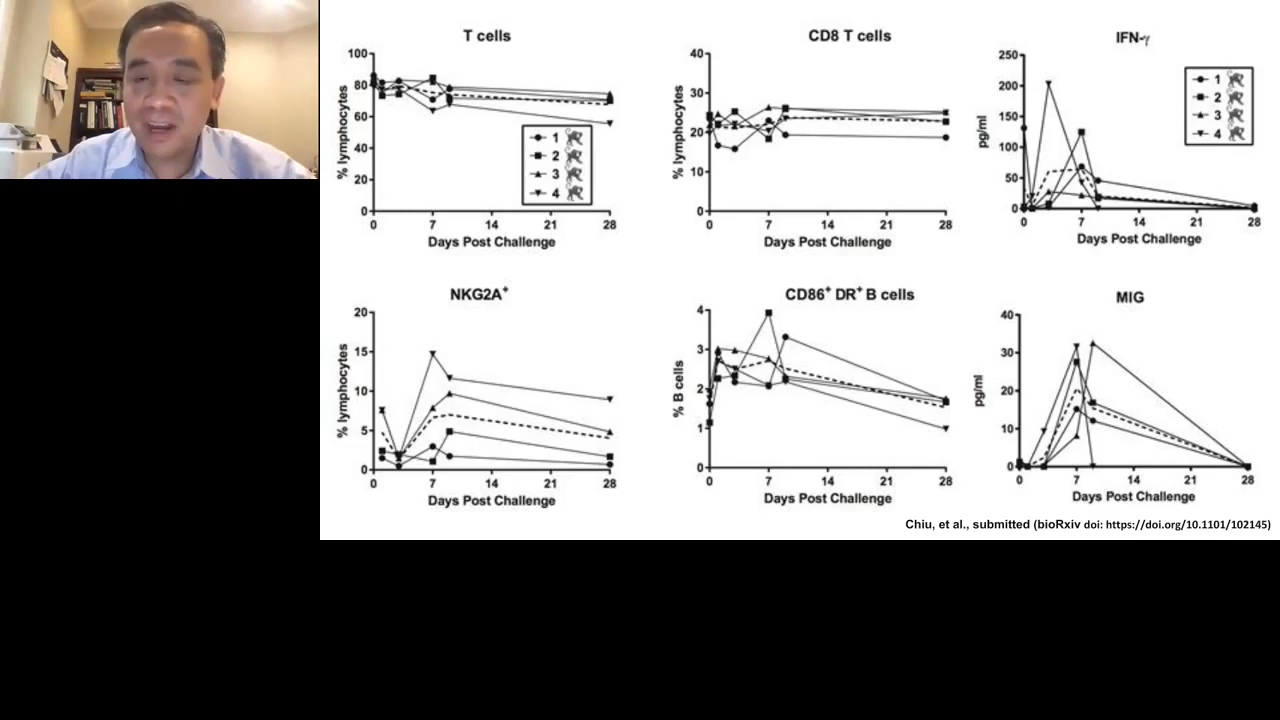 T cells
100
80
60
40
20
0
% lymphocytes
1
2
3
4
0 7 14 21 28
Days Post Challenge
CD8 T cells
40
30
20
10
0
% lymphocytes
0 7 14 21 28
Days Post Challenge
IFN-γ
250
200
150
100
50
0
pg/ml
1
2
3
4
0 7 14 21 28
Days Post Challenge
NKG2A+
20
15
10
5
0
% lymphocytes
0 7 14 21 28
Days Post Challenge
CD86+ DR+ B cells
4
3
2
1
0
% B cells
0 7 14 21 28
Days Post Challenge
MIG
40
30
20
10
0
pg/ml
0 7 14 21 28
Days Post Challenge
Chiu, et al., submitted (bioRxiv doi: https://doi.org/10.1101/102145)